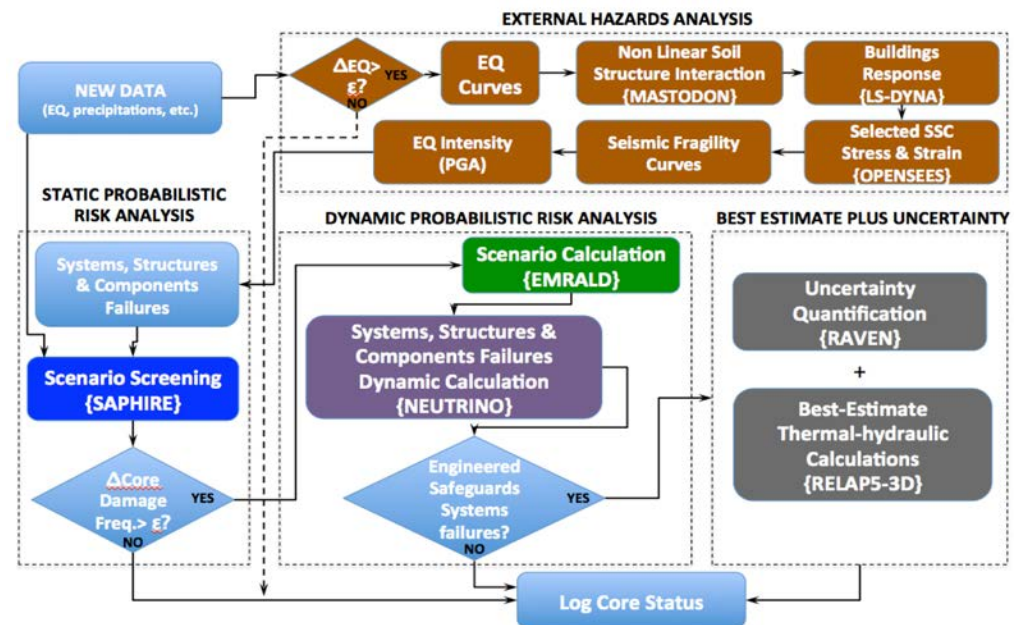 EXTERNAL HAZARDS ANALYSIS
NEW DATA
(EQ, precipitations, etc.)
ΔEQ>
ε?
YES
NO
EQ
Curves
Non Linear Soil
Structure Interaction
{MASTODON}
Buildings
Response
{LS-DYNA}
EQ Intensity
(PGA)
Seismic Fragility
Curves
Selected SSC
Stress & Strain
{OPENSEES}
STATIC PROBABILISTIC
RISK ANALYSIS
Systems, Structures
& Components
Failures
Scenario Screening
{SAPHIRE}
ΔCore
Damage
Freq.> ε?
YES
NO
DYNAMIC PROBABILISTIC RISK ANALYSIS
Scenario Calculation
{EMRALD}
Systems, Structures &
Components Failures
Dynamic Calculation
{NEUTRINO}
Engineered
Safeguards
Systems
failures?
YES
NO
BEST ESTIMATE PLUS UNCERTAINTY
Uncertainty
Quantification
{RAVEN}
+
Best-Estimate
Thermal-hydraulic
Calculations
{RELAP5-3D}
Log Core Status